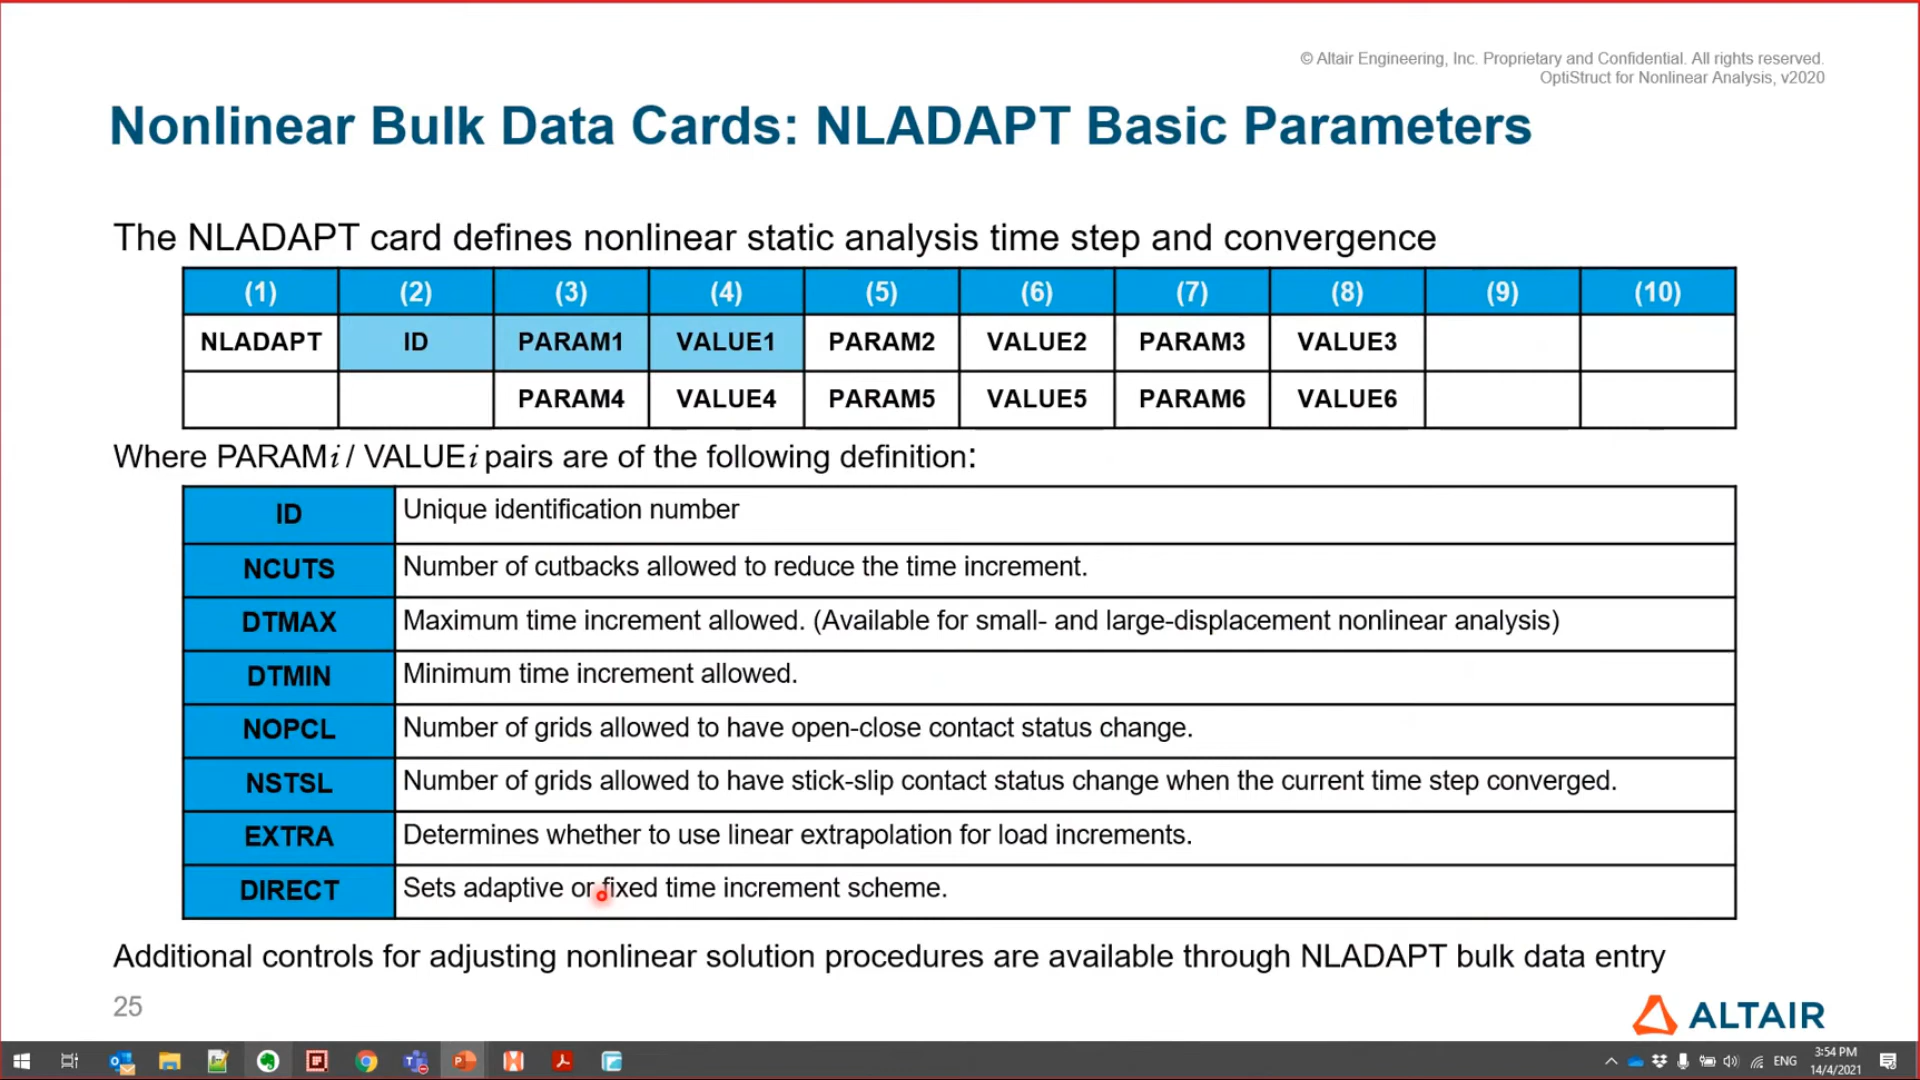 © Altair Engineering, Inc. Proprietary and Confidential. All rights reserved.
OptiStruct for Nonlinear Analysis, v2020
Nonlinear Bulk Data Cards: NLADAPT Basic Parameters
The NLADAPT card defines nonlinear static analysis time step and convergence
(1) (2) (3) (4) (5) (6) (7) (8) (9) (10)
NLADAPT ID PARAM1 VALUE1 PARAM2 VALUE2 PARAM3 VALUE3
PARAM4 VALUE4 PARAM5 VALUE5 PARAM6 VALUE6
Where PARAMi / VALUEi pairs are of the following definition:
ID Unique identification number
NCUTS Number of cutbacks allowed to reduce the time increment.
DTMAX Maximum time increment allowed. (Available for small- and large-displacement nonlinear analysis)
DTMIN Minimum time increment allowed.
NOPCL Number of grids allowed to have open-close contact status change.
NSTSL Number of grids allowed to have stick-slip contact status change when the current time step converged.
EXTRA Determines whether to use linear extrapolation for load increments.
DIRECT Sets adaptive or fixed time increment scheme.
Additional controls for adjusting nonlinear solution procedures are available through NLADAPT bulk data entry
25
ALTAIR
ENG
3:54 PM
14/4/2021